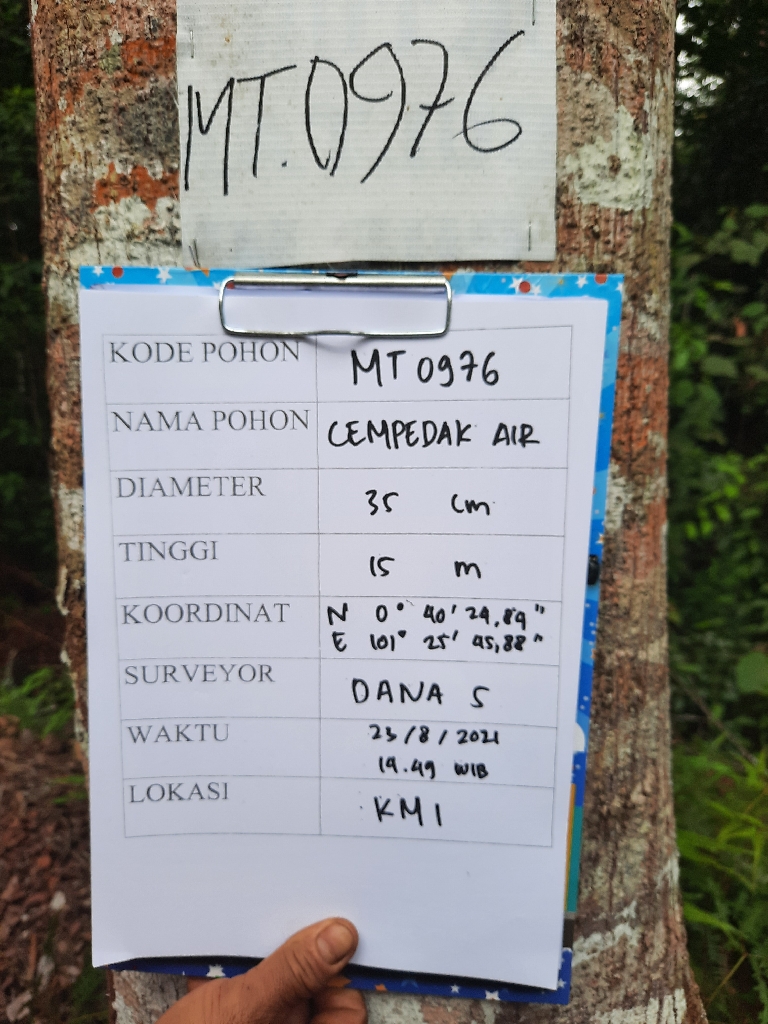 MT.0976
KODE POHON MT 0976
NAMA POHON CEMPEDAK AIR
DIAMETER 35 cm
TINGGI 15 m
KOORDINAT N 0° 40' 24,89"
E 101° 25' 45,88"
SURVEYOR DANA S
WAKTU 23/8/2021
14.49 WIB
LOKASI KM1